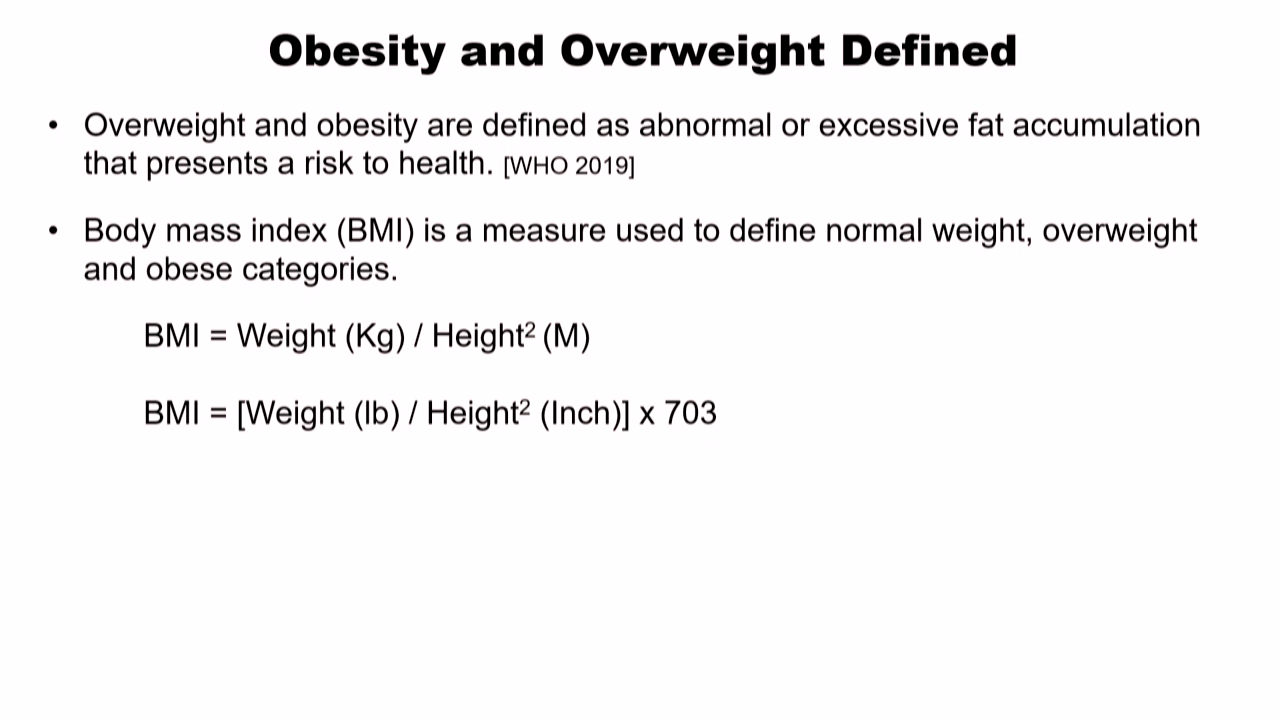 Obesity and Overweight Defined
• Overweight and obesity are defined as abnormal or excessive fat accumulation
that presents a risk to health. [WHO 2019]
• Body mass index (BMI) is a measure used to define normal weight, overweight
and obese categories.
BMI = Weight (Kg) / Height² (M)
BMI = [Weight (lb) / Height² (Inch)] x 703